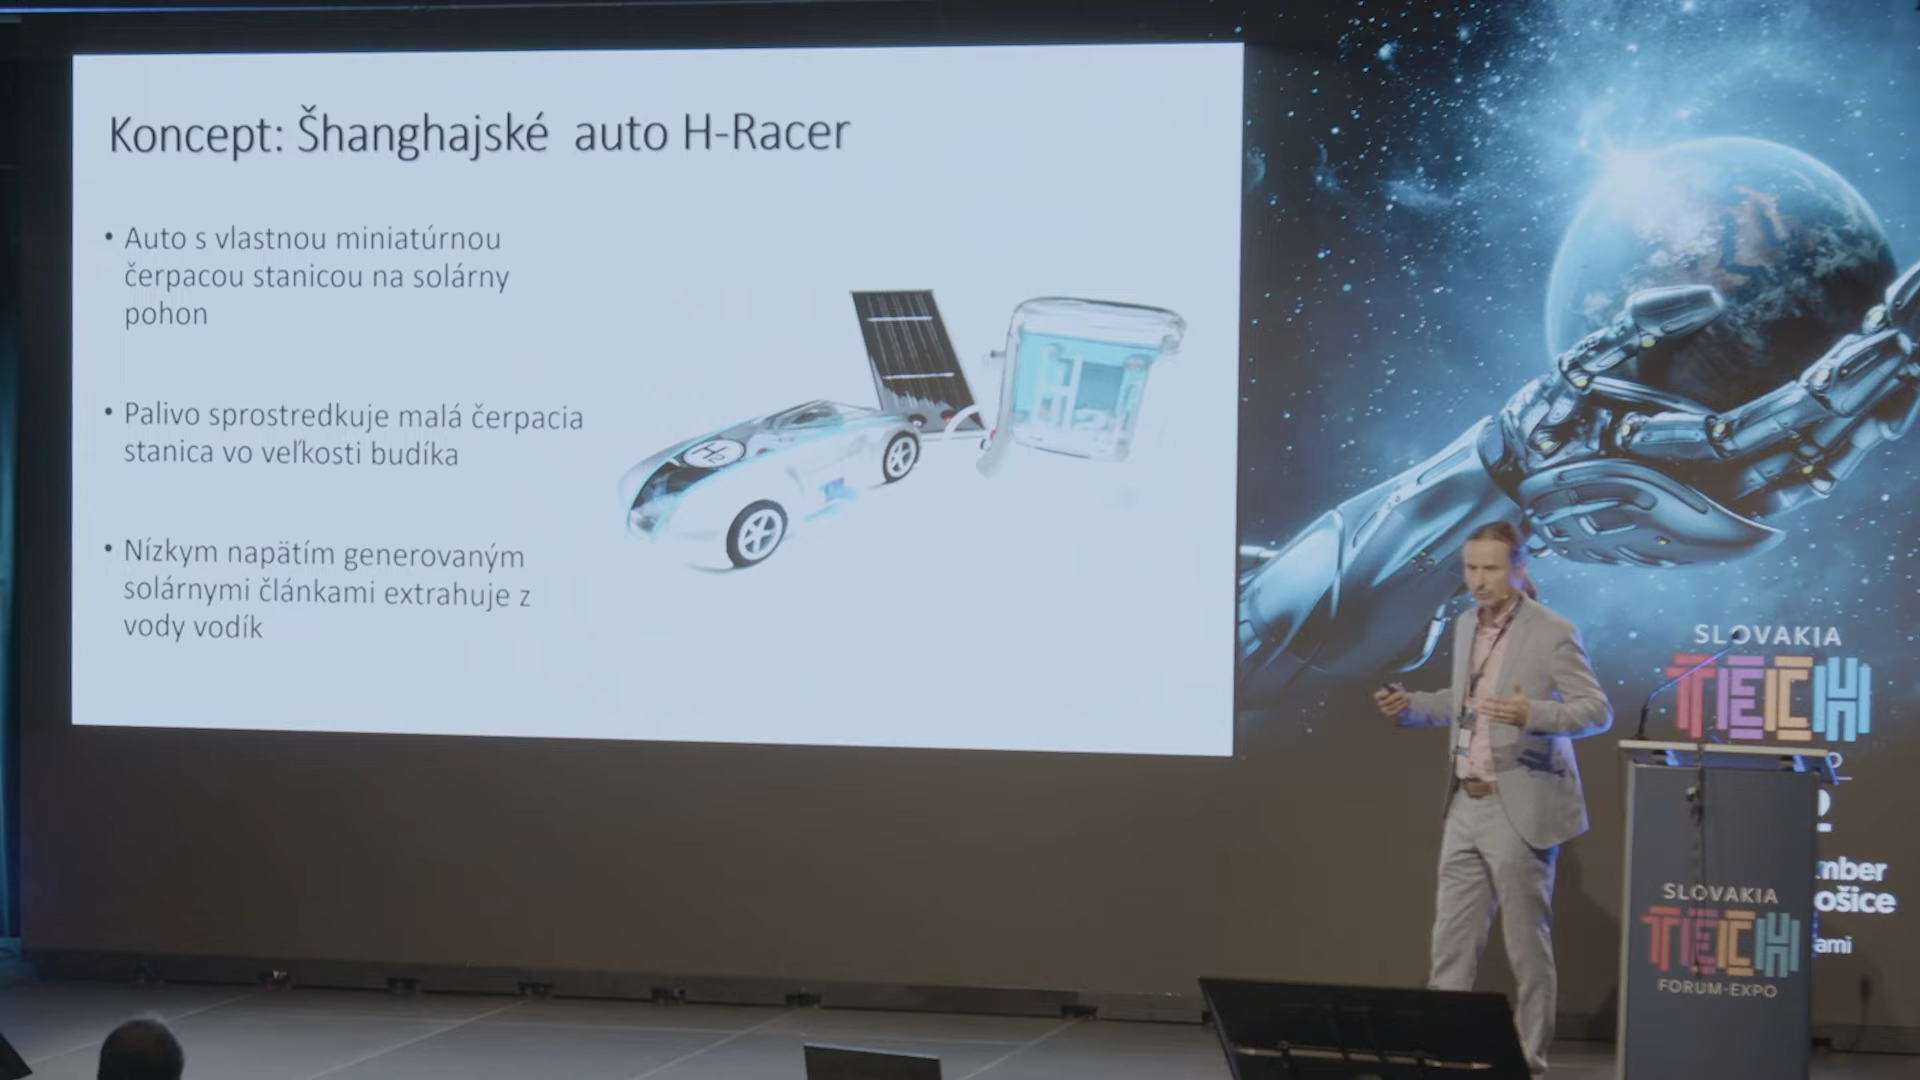 Koncept: Šhanghajské auto H-Racer
• Auto s vlastnou miniatúrnou
čerpacou stanicou na solárny
pohon
• Palivo sprostredkuje malá čerpacia
stanica vo veľkosti budíka
• Nízkym napätím generovaným
solárnymi článkami extrahuje z
vody vodík
H2
SLOVAKIA
TECH
mber
ošice
ami
SLOVAKIA
TECH
FORUM-EXPO